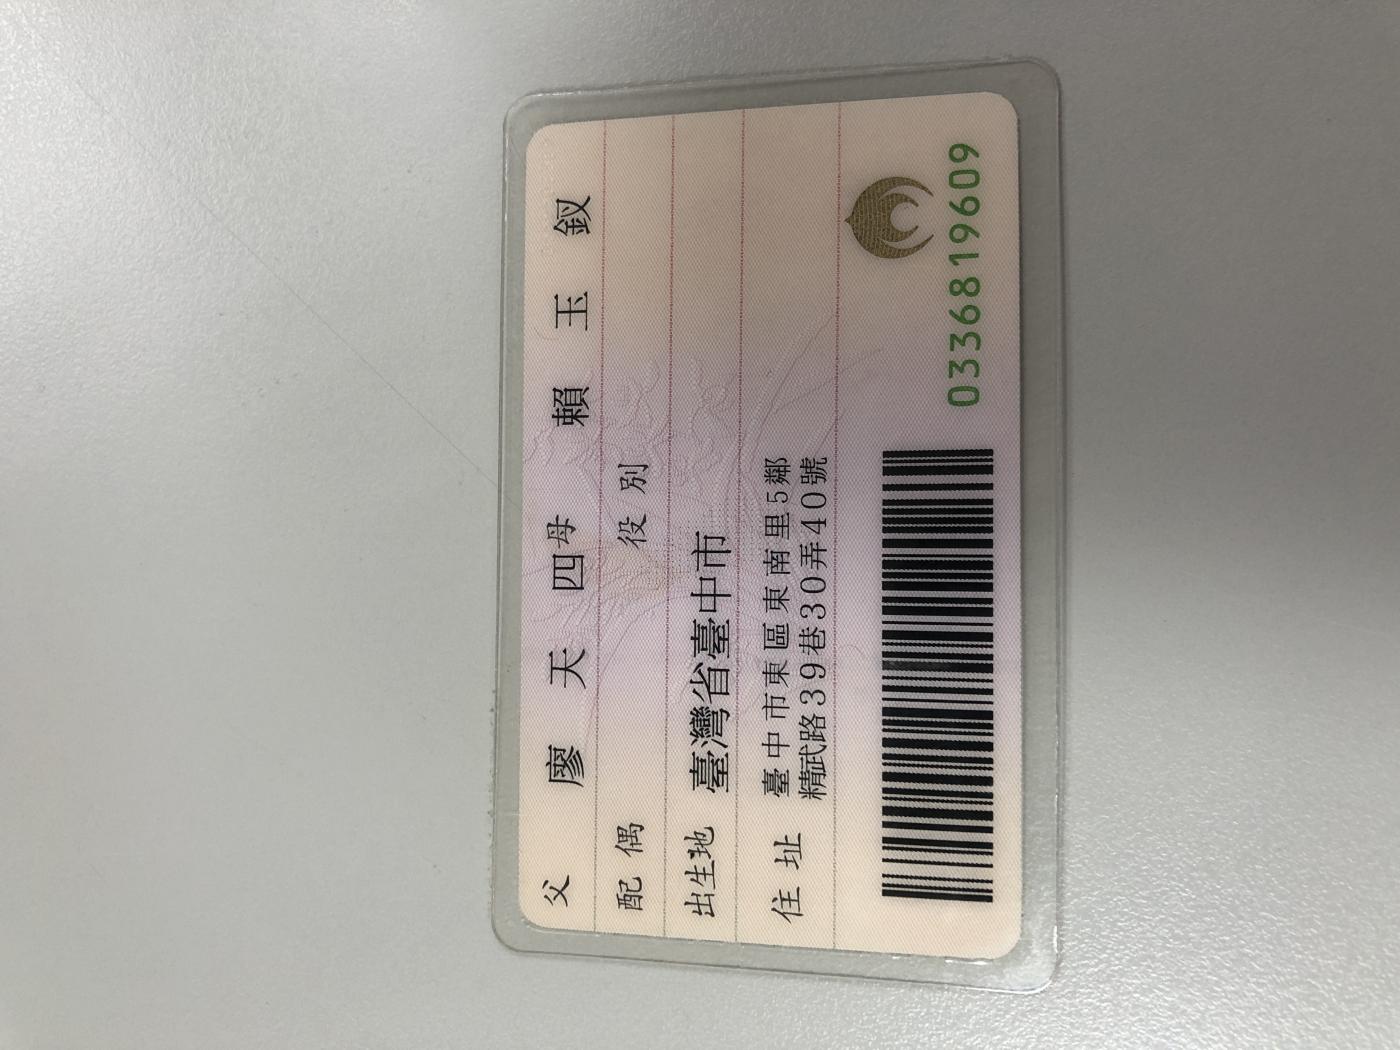 父 廖天四 母 賴玉釵
配偶 役別
出生地 臺灣省臺中市
住址 臺中市東區東南里5鄰
精武路39巷30弄40號
0336819609